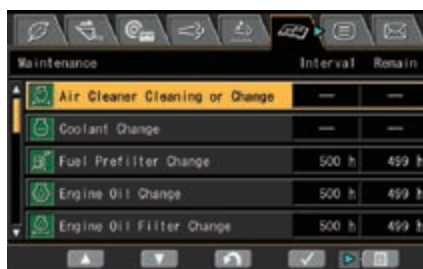 Maintenance Interval Remain
Air Cleaner Cleaning or Change — —
Coolant Change — —
Fuel Prefilter Change 500 h 499 h
Engine Oil Change 500 h 499 h
Engine Oil Filter Change 500 h 499 h